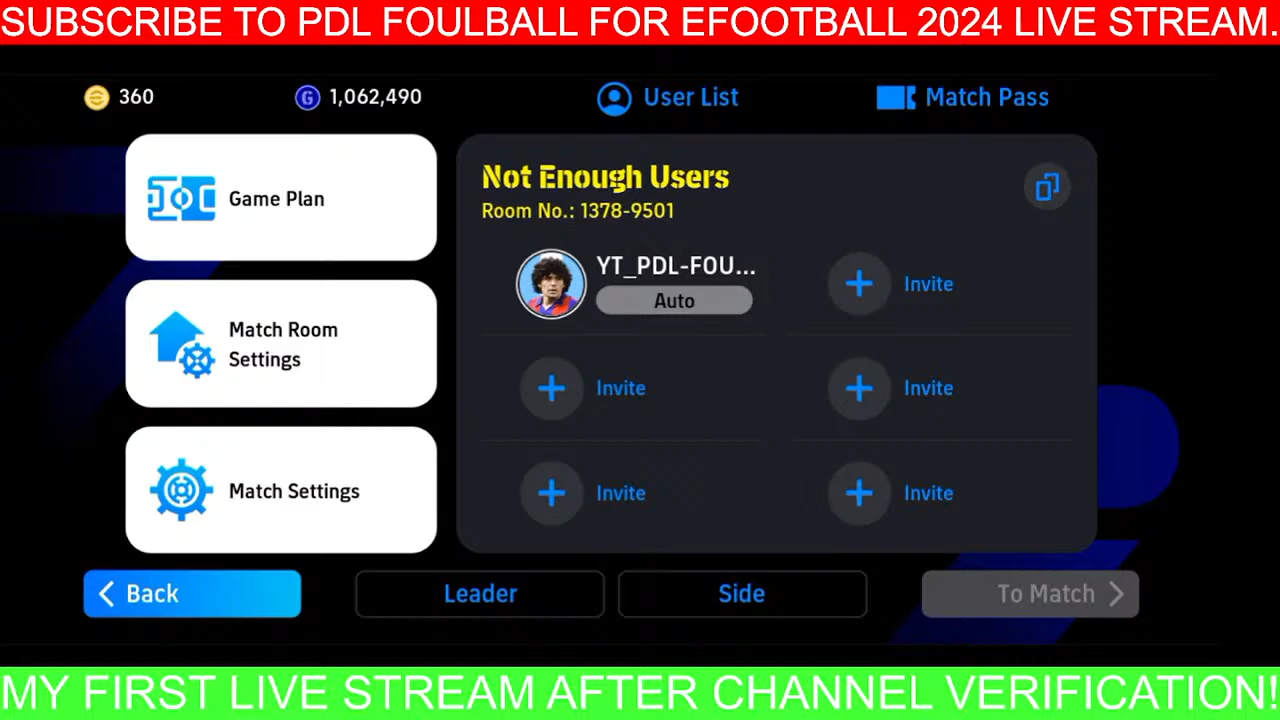 SUBSCRIBE TO PDL FOULBALL FOR EFOOTBALL 2024 LIVE STREAM.
360
1,062,490
User List
Match Pass
Game Plan
Match Room
Settings
Match Settings
Not Enough Users
Room No.: 1378-9501
YT_PDL-FOU...
Auto
Invite
Invite
Invite
Invite
Invite
Back
Leader
Side
To Match
MY FIRST LIVE STREAM AFTER CHANNEL VERIFICATION!